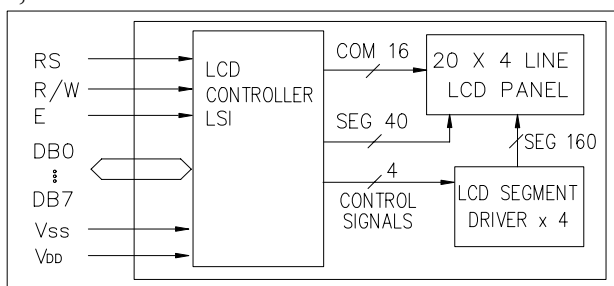 RS
R/W
E
DB0
DB7
VSS
VDD
LCD
CONTROLLER
LSI
COM 16
SEG 40
4
CONTROL
SIGNALS
20 X 4 LINE
LCD PANEL
SEG 160
LCD SEGMENT
DRIVER x 4